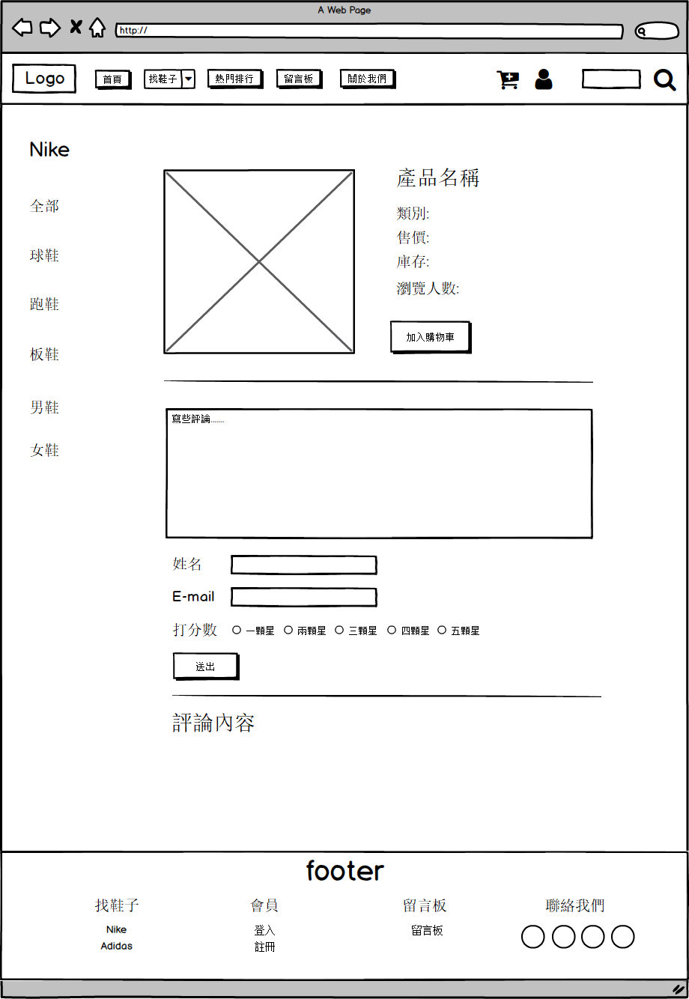 A Web Page
http://
Logo
首頁
找鞋子
熱門排行
留言板
關於我們
Nike
全部
球鞋
跑鞋
板鞋
男鞋
女鞋
產品名稱
類別:
售價:
庫存:
瀏覽人數:
加入購物車
寫些評論.......
姓名
E-mail
打分數 一顆星 兩顆星 三顆星 四顆星 五顆星
送出
評論內容
footer
找鞋子 會員 留言板 聯絡我們
Nike 登入 留言板
Adidas 註冊